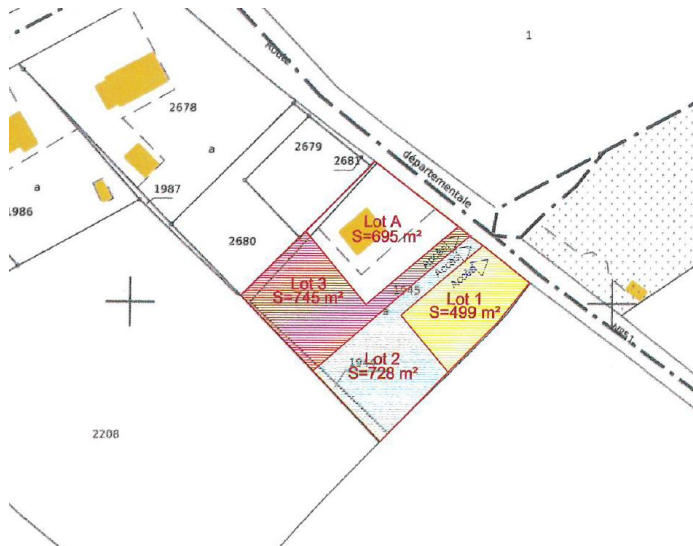 1
Route
départementale
2678
a
2679
2681
a
1987
1986
2680
Lot A
S=695 m²
Accès
Accès
Accès
Lot 3
S=745 m²
1945
a
Lot 1
S=499 m²
Lot 2
S=728 m²
2208